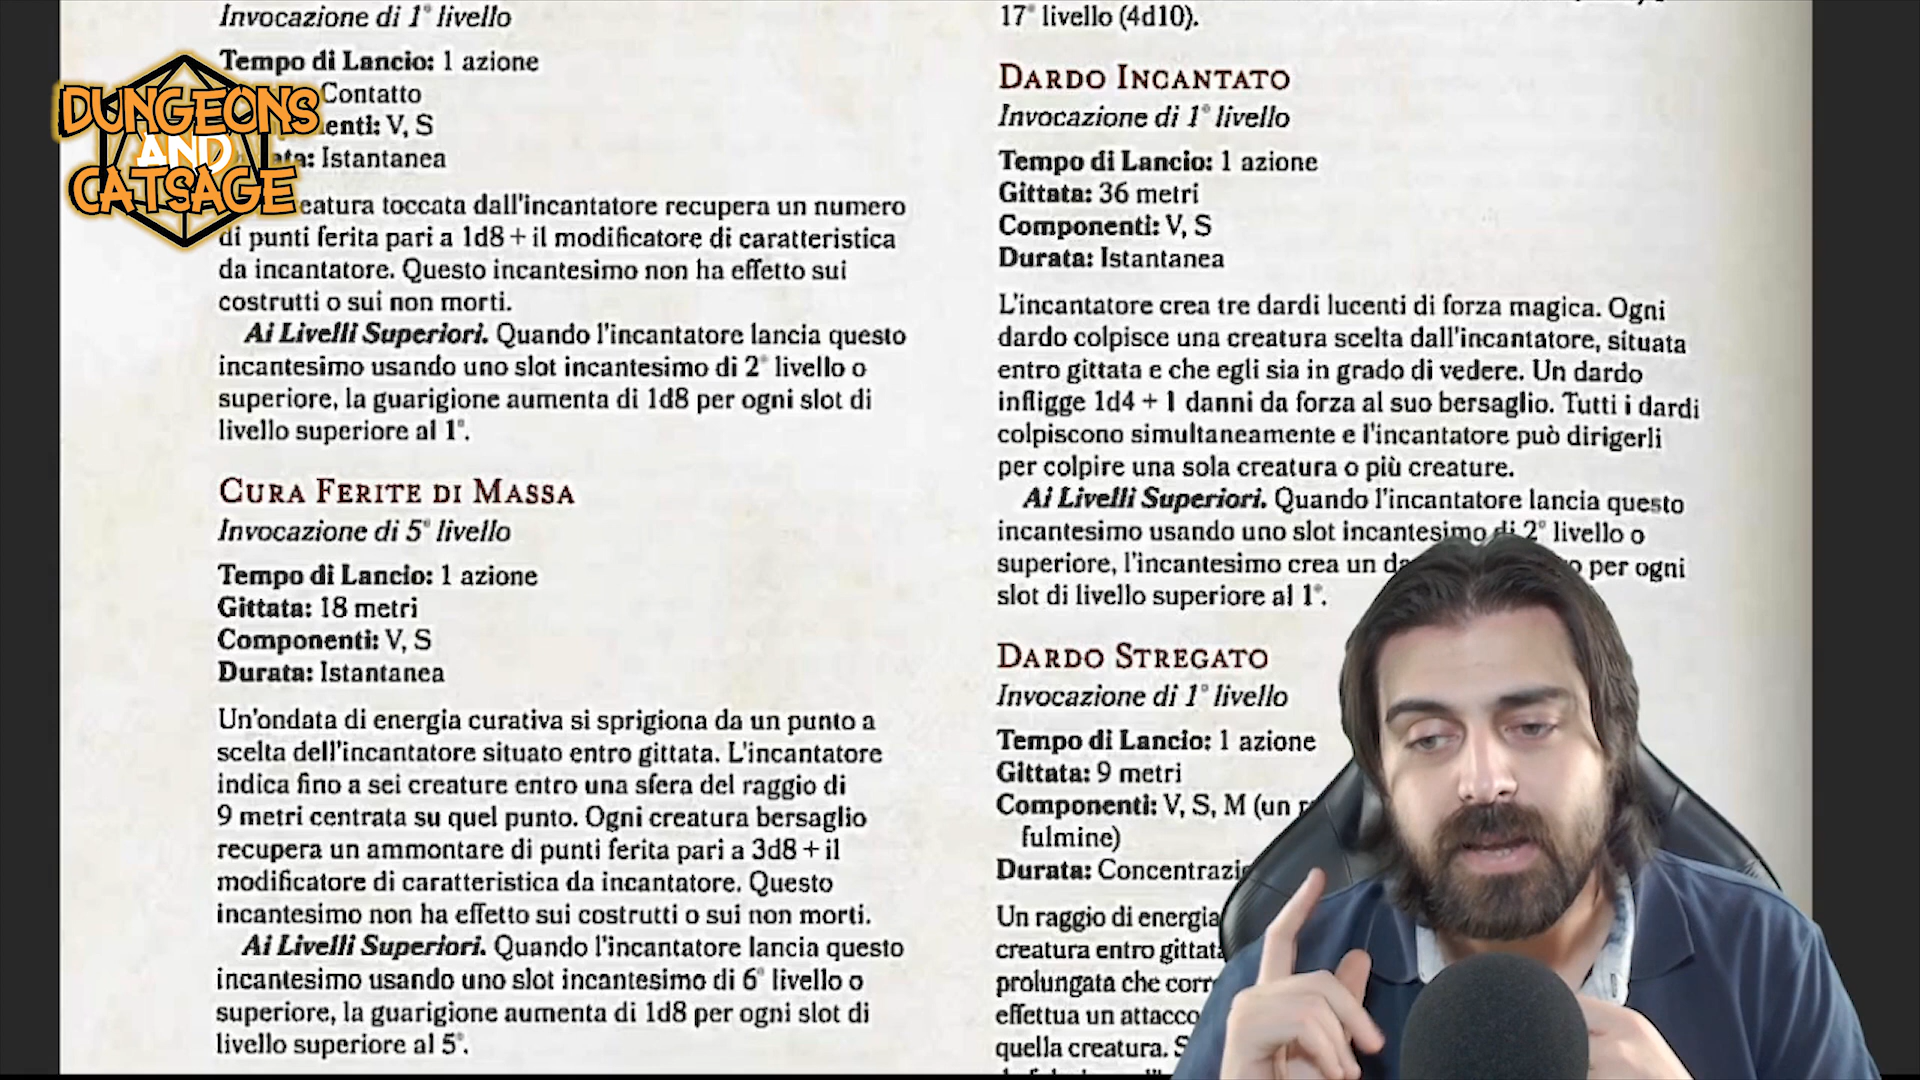 DUNGEONS
AND
CATSAGE
Invocazione di 1° livello
Tempo di Lancio: 1 azione
Contatto
V, S
Istantanea
toccata dall'incantatore recupera un numero
di punti ferita pari a 1d8 + il modificatore di caratteristica
da incantatore. Questo incantesimo non ha effetto sui
costrutti o sui non morti.
Ai Livelli Superiori. Quando l'incantatore lancia questo
incantesimo usando uno slot incantesimo di 2° livello o
superiore, la guarigione aumenta di 1d8 per ogni slot di
livello superiore al 1°.
CURA FERITE DI MASSA
Invocazione di 5° livello
Tempo di Lancio: 1 azione
Gittata: 18 metri
Componenti: V, S
Durata: Istantanea
Un'ondata di energia curativa si sprigiona da un punto a
scelta dell'incantatore situato entro gittata. L'incantatore
indica fino a sei creature entro una sfera del raggio di
9 metri centrata su quel punto. Ogni creatura bersaglio
recupera un ammontare di punti ferita pari a 3d8 + il
modificatore di caratteristica da incantatore. Questo
incantesimo non ha effetto sui costrutti o sui non morti.
Ai Livelli Superiori. Quando l'incantatore lancia questo
incantesimo usando uno slot incantesimo di 6° livello o
superiore, la guarigione aumenta di 1d8 per ogni slot di
livello superiore al 5°.
17° livello (4d10).
DARDO INCANTATO
Invocazione di 1° livello
Tempo di Lancio: 1 azione
Gittata: 36 metri
Componenti: V, S
Durata: Istantanea
L'incantatore crea tre dardi lucenti di forza magica. Ogni
dardo colpisce una creatura scelta dall'incantatore, situata
entro gittata e che egli sia in grado di vedere. Un dardo
infligge 1d4 + 1 danni da forza al suo bersaglio. Tutti i dardi
colpiscono simultaneamente e l'incantatore può dirigerli
per colpire una sola creatura o più creature.
Ai Livelli Superiori. Quando l'incantatore lancia questo
incantesimo usando uno slot incantesimo di 2° livello o
superiore, l'incantesimo crea un per ogni
slot di livello superiore al 1°.
DARDO STREGATO
Invocazione di 1° livello
Tempo di Lancio: 1 azione
Gittata: 9 metri
Componenti: V, S, M (un
fulmine)
Durata:
Un raggio di energia
creatura entro
prolungata che
effettua un attacco
quella creatura.